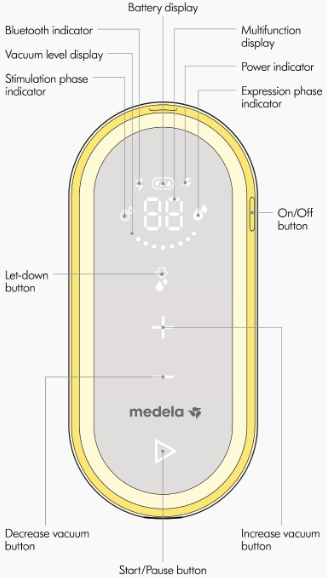 Battery display
Bluetooth indicator
Multifunction
display
Vacuum level display
Power indicator
Stimulation phase
indicator
Expression phase
indicator
88
On/Off
button
Let-down
button
medela
Decrease vacuum
button
Increase vacuum
button
Start/Pause button